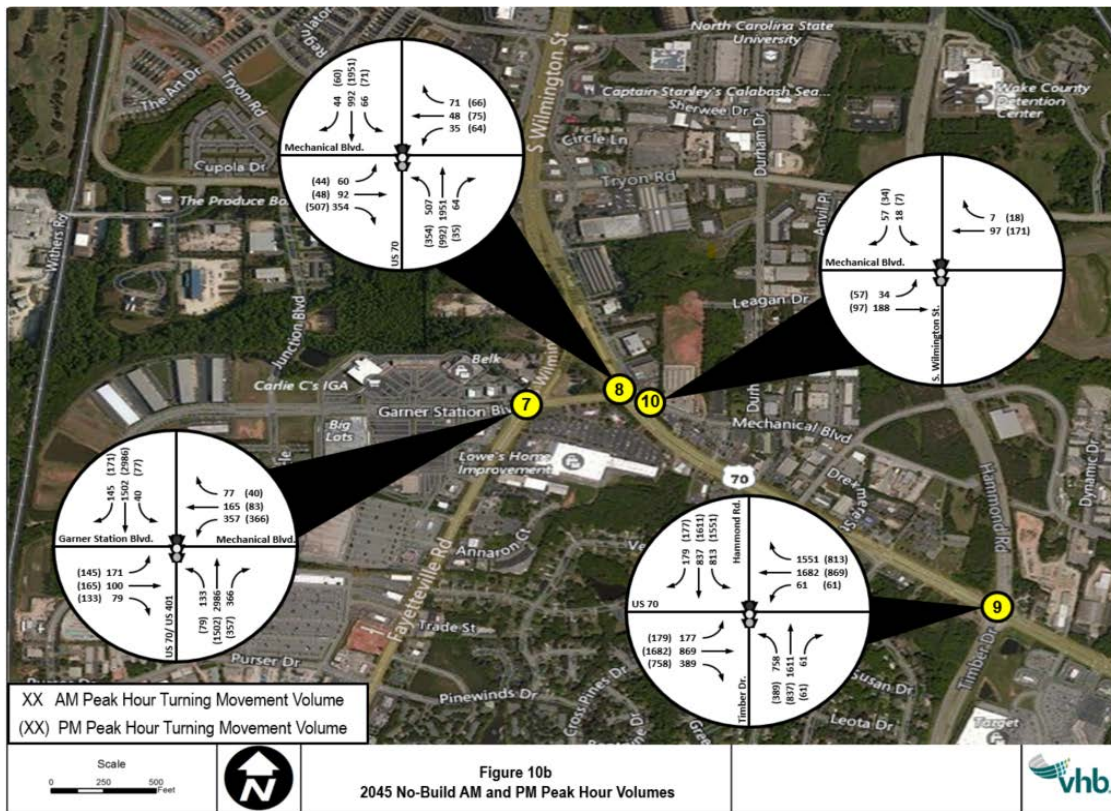 North Carolina State
University
S Wilmington St
Tryon Rd
The Art Dr
Captain Stanley's Calabash Sea...
Sherwee Dr
Wake County
Detention
Center
Circle Ln
Durham Dr
Cupola Dr
Tryon Rd
The Produce Bo
Anvil Pl
Withers Rd
Leagan Dr
Junction Blvd
Belk
Carlie C's IGA
Garner Station Blv
Big
Lots
Lowe's Home
Improvement
Mechanical Blvd
70
Hammond Rd
Dynamic Dr
Annaron Ct
Fayetteville Rd
Trade St
Purser Dr
Pinewinds Dr
Cross Pines Dr
Susan Dr
Leota Dr
Timber Dr
Target
7
8
10
9
44 (60)
992 (1951)
66 (71)
71 (66)
48 (75)
35 (64)
Mechanical Blvd.
(44) 60
(48) 92
(507) 354
US 70
(354) 507
(992) 1951
(35) 64
57 (34)
18 (7)
7 (18)
97 (171)
Mechanical Blvd.
(57) 34
(97) 188
S. Wilmington St.
145 (171)
1502 (2986)
40 (77)
77 (40)
165 (83)
357 (366)
Garner Station Blvd.
Mechanical Blvd.
(145) 171
(165) 100
(133) 79
US 70/ US 401
(79) 133
(1502) 2986
(357) 366
179 (177)
837 (1611)
813 (1551)
Hammond Rd.
1551 (813)
1682 (869)
61 (61)
US 70
(179) 177
(1682) 869
(758) 389
Timber Dr.
(389) 758
(837) 1611
(61) 61
XX AM Peak Hour Turning Movement Volume
(XX) PM Peak Hour Turning Movement Volume
Scale
0 250 500
Feet
N
Figure 10b
2045 No-Build AM and PM Peak Hour Volumes
vhb